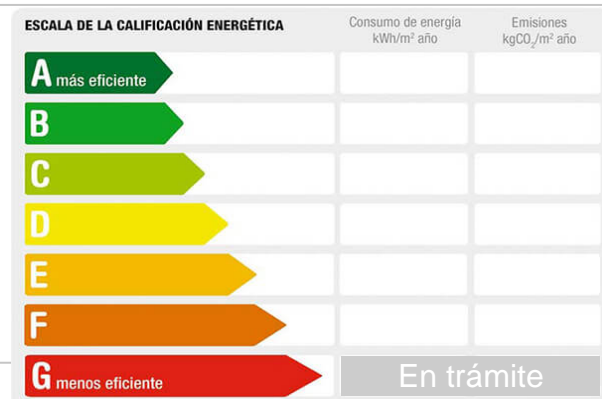 ESCALA DE LA CALIFICACIÓN ENERGÉTICA
Consumo de energía
kWh/m² año
Emisiones
kgCO₂/m² año
A más eficiente
B
C
D
E
F
G menos eficiente
En trámite